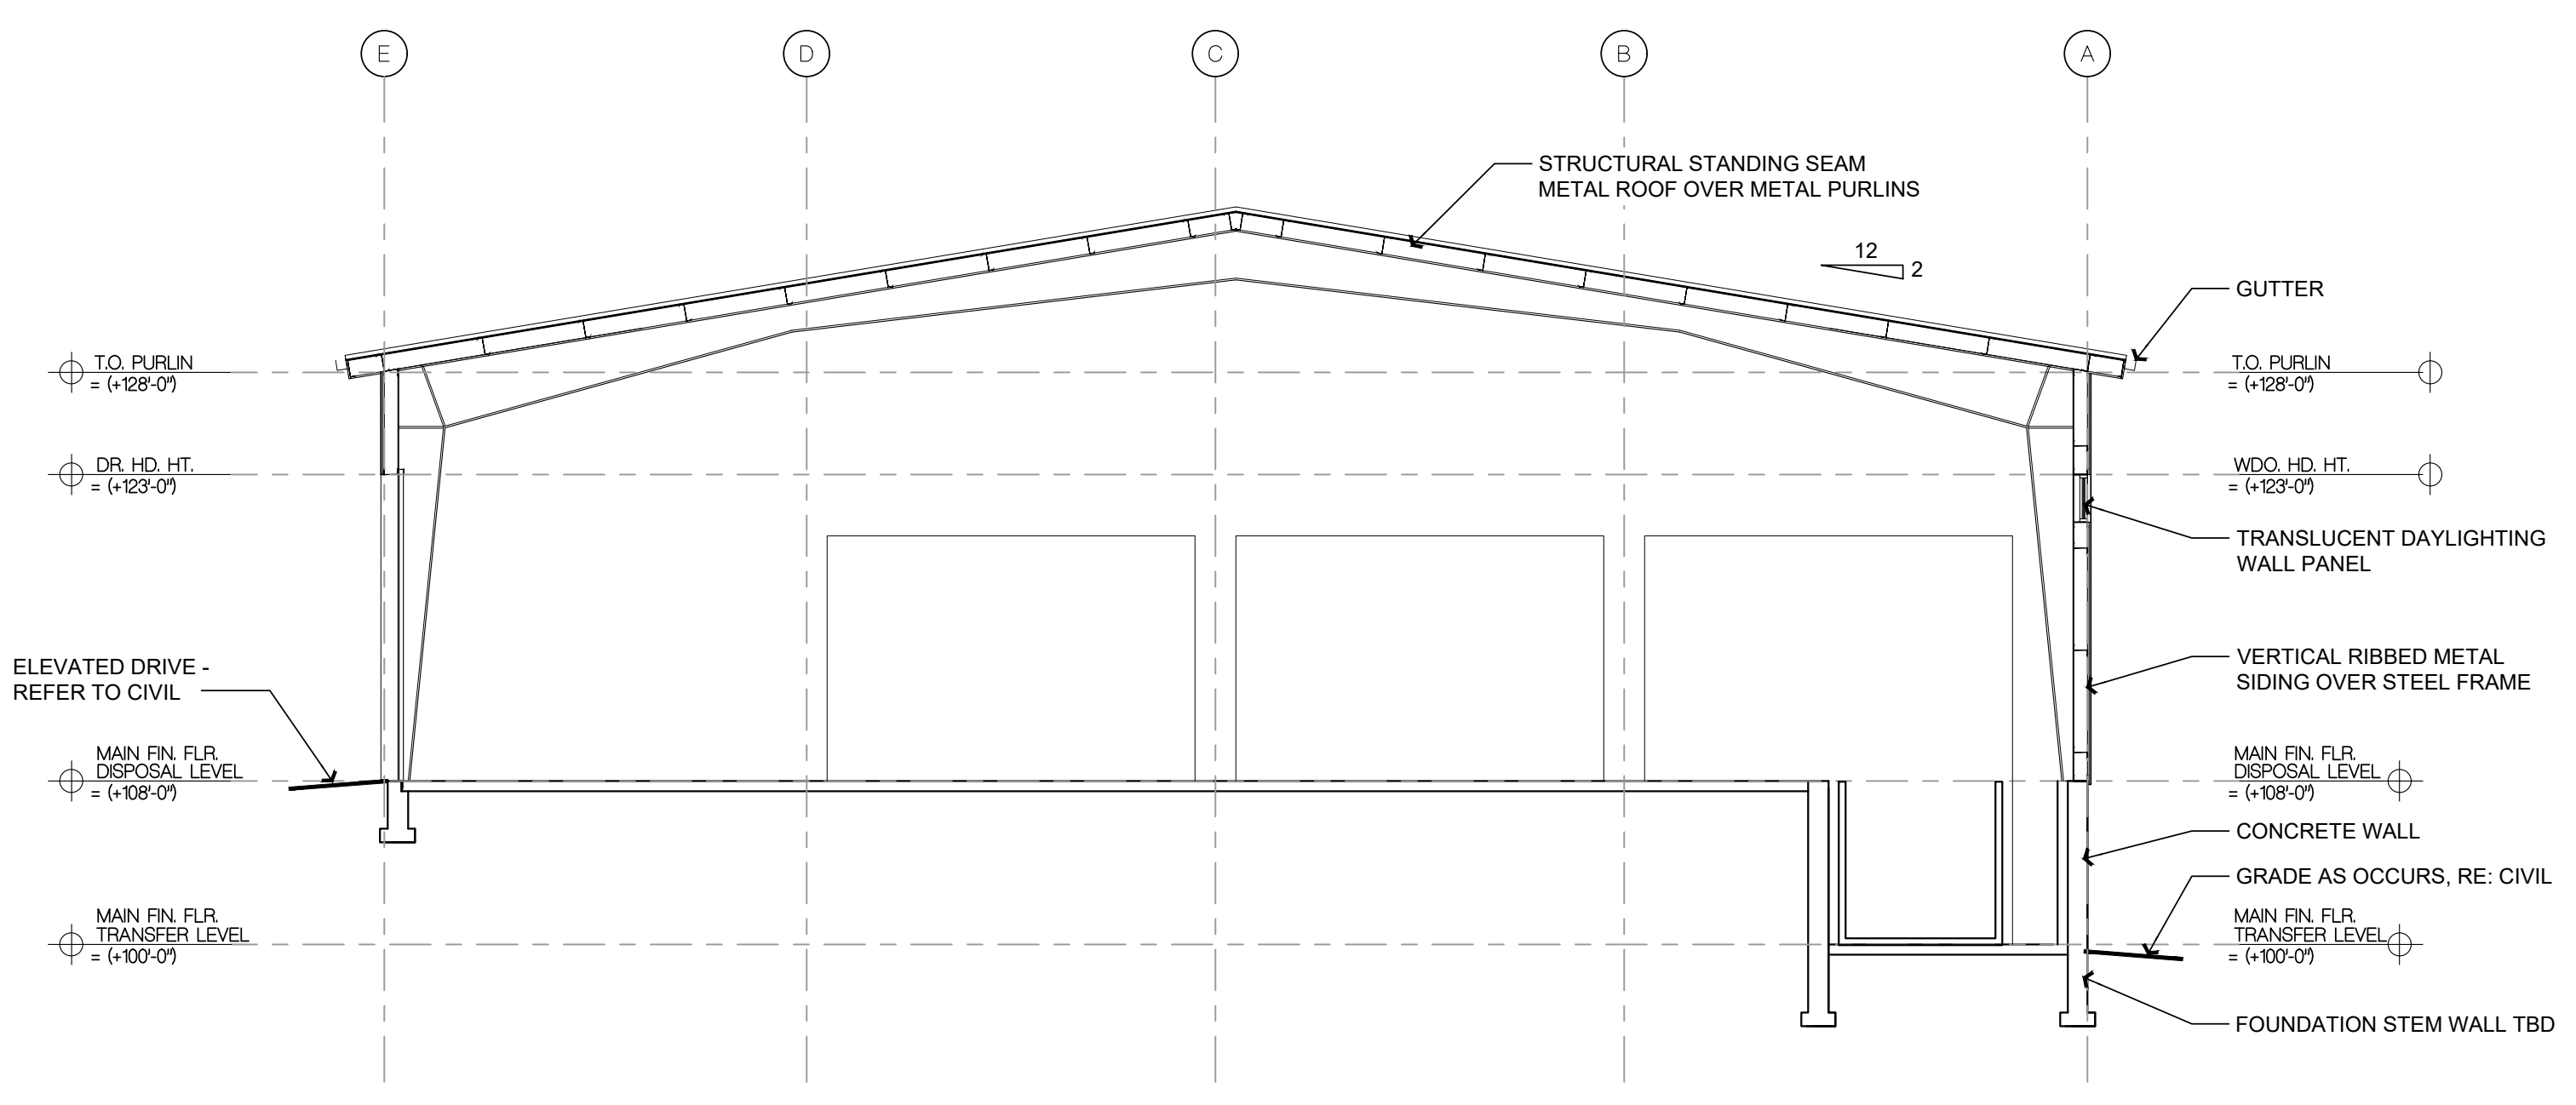 E
D
C
B
A
STRUCTURAL STANDING SEAM
METAL ROOF OVER METAL PURLINS
12
2
GUTTER
T.O. PURLIN
= (+128'-0")
T.O. PURLIN
= (+128'-0")
DR. HD. HT.
= (+123'-0")
WDO. HD. HT.
= (+123'-0")
TRANSLUCENT DAYLIGHTING
WALL PANEL
ELEVATED DRIVE -
REFER TO CIVIL
VERTICAL RIBBED METAL
SIDING OVER STEEL FRAME
MAIN FIN. FLR.
DISPOSAL LEVEL
= (+108'-0")
MAIN FIN. FLR.
DISPOSAL LEVEL
= (+108'-0")
CONCRETE WALL
GRADE AS OCCURS, RE: CIVIL
MAIN FIN. FLR.
TRANSFER LEVEL
= (+100'-0")
MAIN FIN. FLR.
TRANSFER LEVEL
= (+100'-0")
FOUNDATION STEM WALL TBD